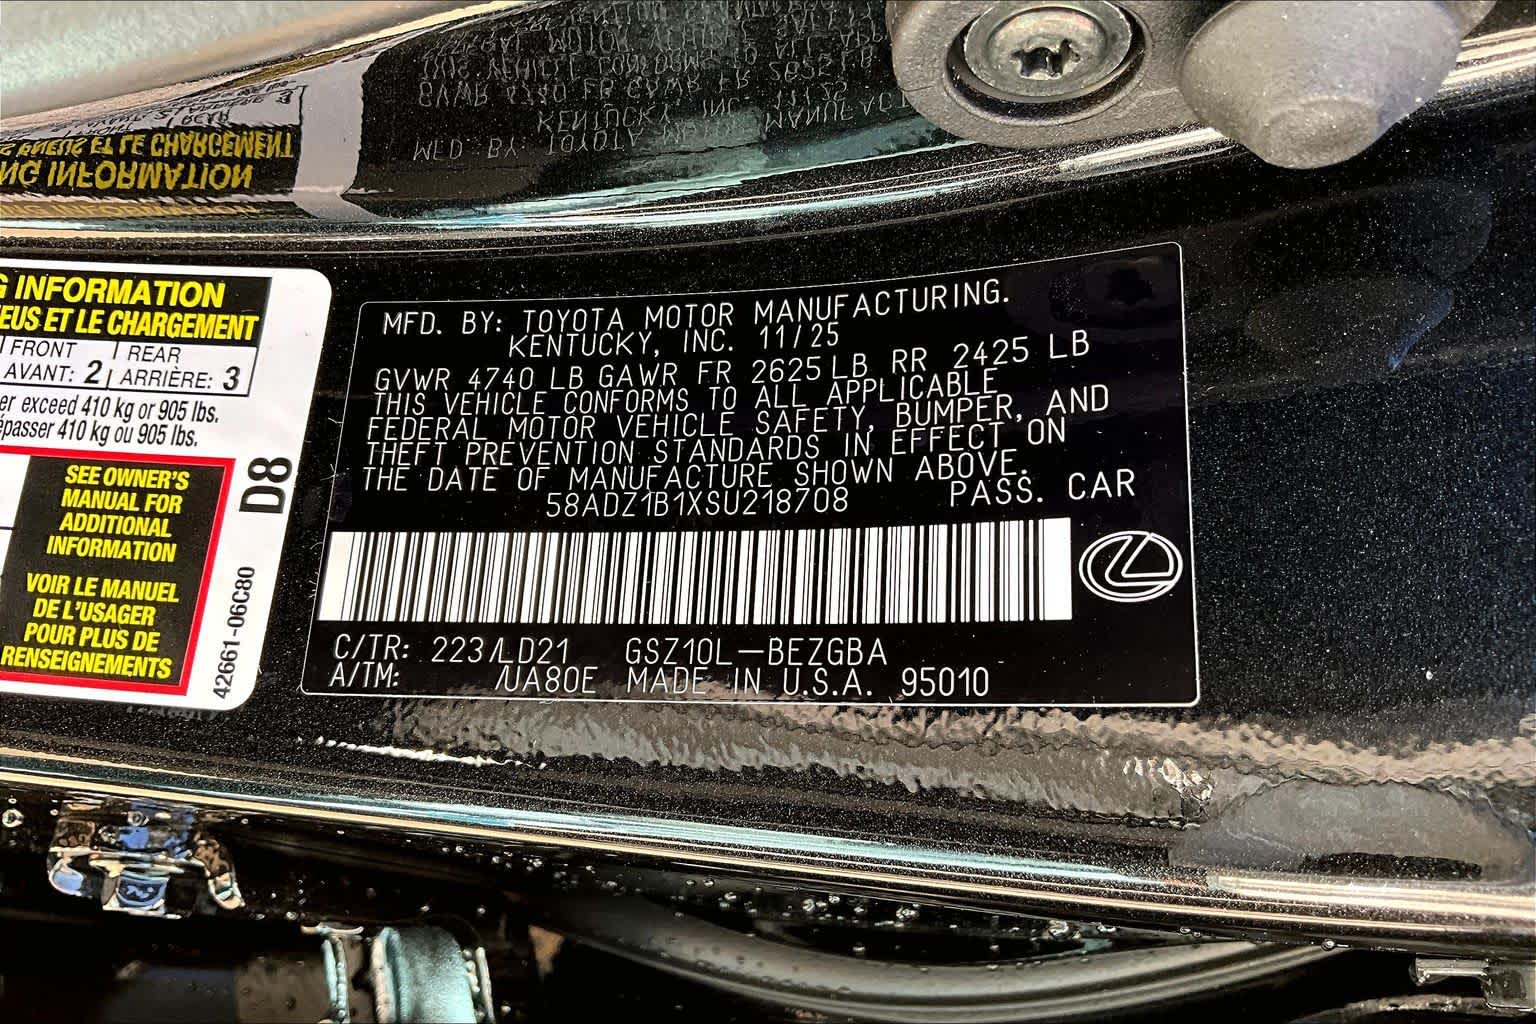 G INFORMATION
EUS ET LE CHARGEMENT
FRONT REAR
AVANT: 2 ARRIÈRE: 3
er exceed 410 kg or 905 lbs.
épasser 410 kg ou 905 lbs.
SEE OWNER'S
MANUAL FOR
ADDITIONAL
INFORMATION
VOIR LE MANUEL
DE L'USAGER
POUR PLUS DE
RENSEIGNEMENTS
D8
42661-06C80
MFD. BY: TOYOTA MOTOR MANUFACTURING.
KENTUCKY, INC. 11/25
GVWR 4740 LB GAWR FR 2625 LB RR 2425 LB
THIS VEHICLE CONFORMS TO ALL APPLICABLE
FEDERAL MOTOR VEHICLE SAFETY, BUMPER, AND
THEFT PREVENTION STANDARDS IN EFFECT ON
THE DATE OF MANUFACTURE SHOWN ABOVE.
58ADZ1B1XSU218708 PASS. CAR
C/TR: 223/LD21 GSZ10L-BEZGBA
A/TM: /UA80E MADE IN U.S.A. 95010